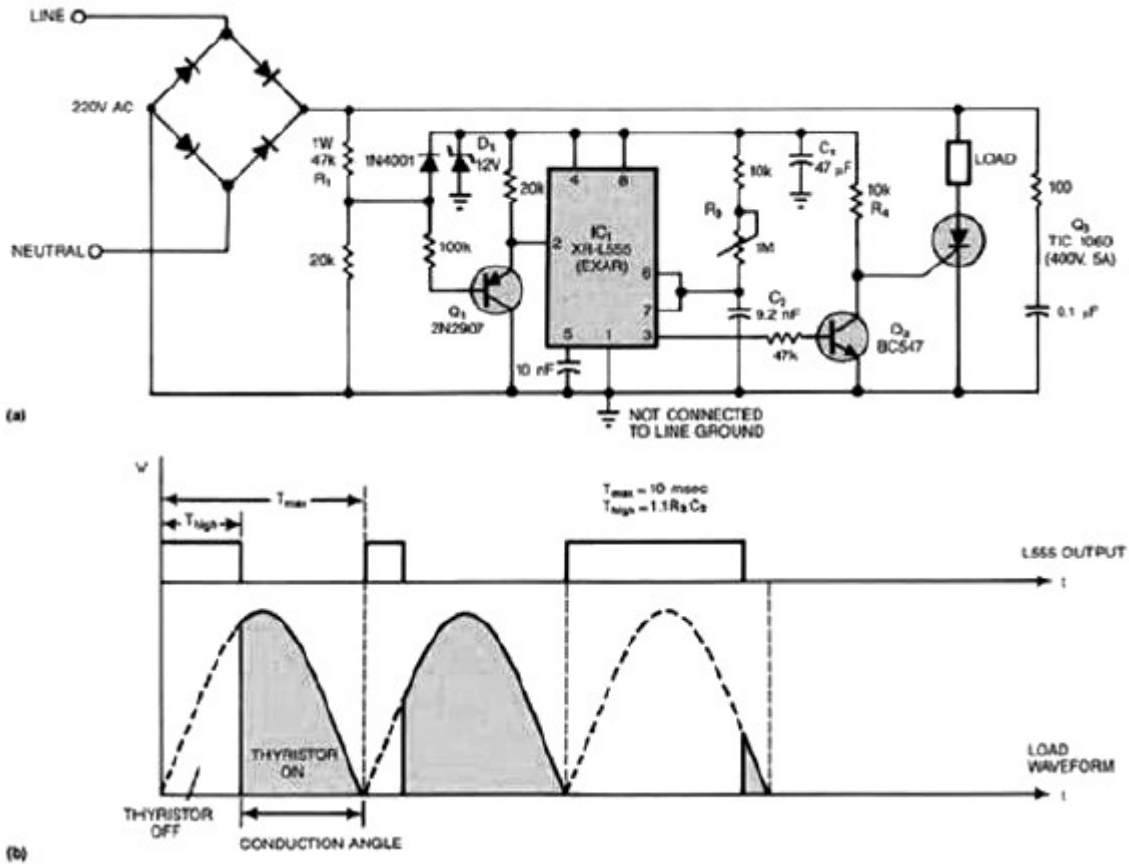 LINE
220V AC
NEUTRAL
1W
47k
R1
20k
1N4001
D1
12V
100k
20k
Q1
2N2907
4
8
2
IC1
XR-L555
(EXAR)
6
7
5
1
3
10 nF
10k
R3
1M
C2
9.2 nF
47k
C1
47 µF
10k
R4
Q2
BC547
LOAD
100
Q3
TIC 106D
(400V, 5A)
0.1 µF
NOT CONNECTED
TO LINE GROUND
(a)
V
Tmax
Thigh
Tmax = 10 msec
Thigh = 1.1R3 C2
L555 OUTPUT
t
THYRISTOR
ON
LOAD
WAVEFORM
t
THYRISTOR
OFF
CONDUCTION ANGLE
(b)